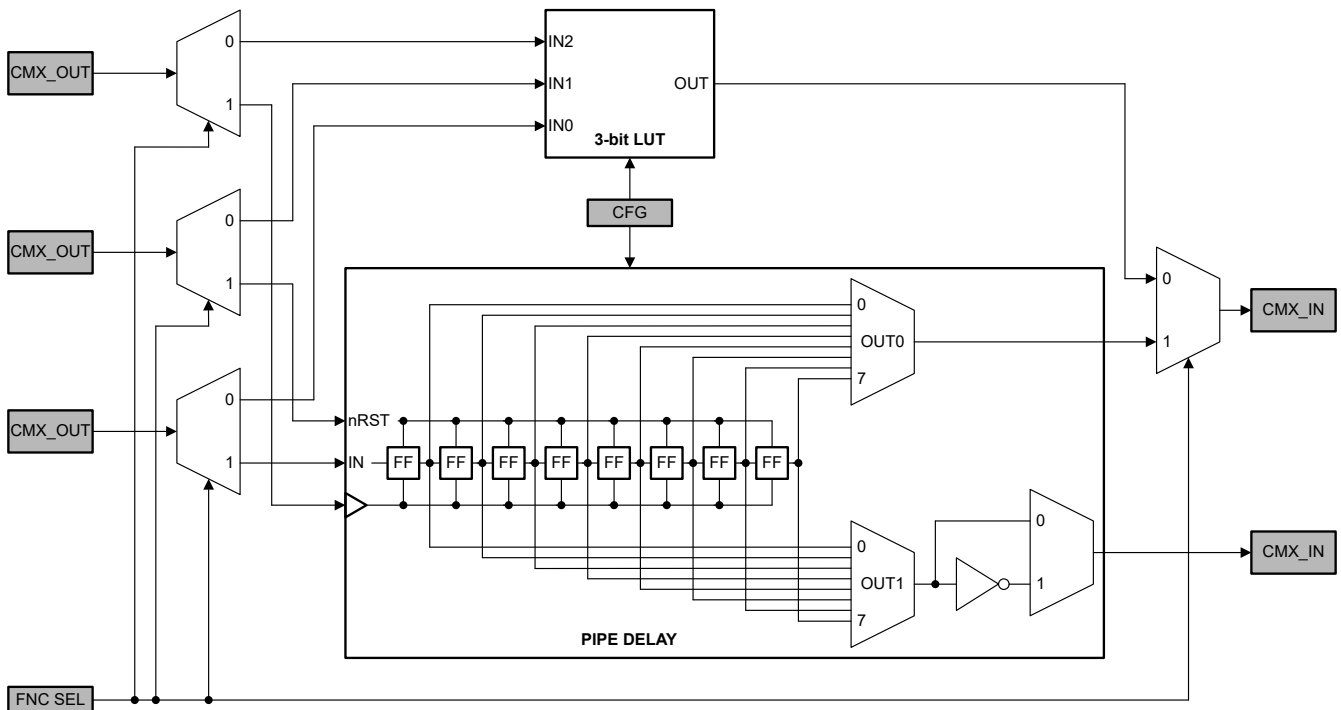 CMX_OUT
0
1
IN2
IN1
IN0
OUT
3-bit LUT
CMX_OUT
0
1
CFG
CMX_OUT
0
1
nRST
IN
FF FF FF FF FF FF FF FF
0
OUT0
7
0
OUT1
7
0
1
PIPE DELAY
0
1
CMX_IN
CMX_IN
FNC SEL